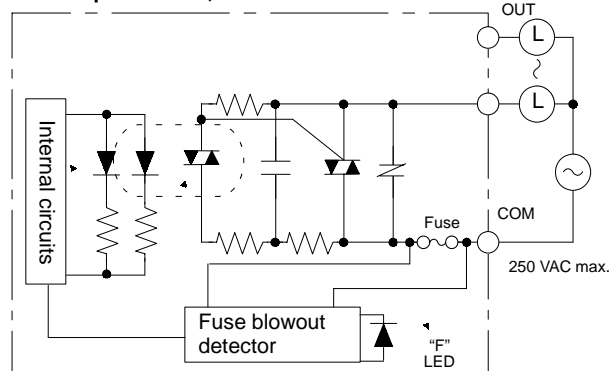 OUT
L
L
Internal circuits
Fuse
COM
250 VAC max.
Fuse blowout
detector
“F”
LED